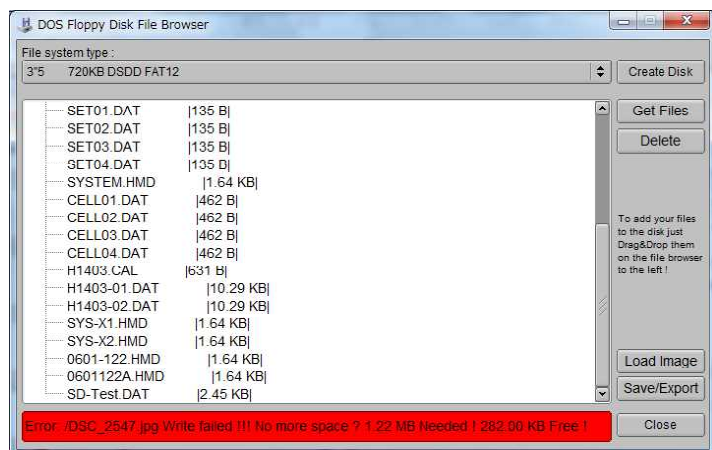 DOS Floppy Disk File Browser
File system type :
3"5 720KB DSDD FAT12
Create Disk
SET01.DAT |135 B|
SET02.DAT |135 B|
SET03.DAT |135 B|
SET04.DAT |135 B|
SYSTEM.HMD |1.64 KB|
CELL01.DAT |462 B|
CELL02.DAT |462 B|
CELL03.DAT |462 B|
CELL04.DAT |462 B|
H1403.CAL |631 B|
H1403-01.DAT |10.29 KB|
H1403-02.DAT |10.29 KB|
SYS-X1.HMD |1.64 KB|
SYS-X2.HMD |1.64 KB|
0601-122.HMD |1.64 KB|
0601122A.HMD |1.64 KB|
SD-Test.DAT |2.45 KB|
Get Files
Delete
To add your files
to the disk just
Drag&Drop them
on the file browser
to the left !
Load Image
Save/Export
Error: /DSC_2547.jpg Write failed !!! No more space ? 1.22 MB Needed ! 282.00 KB Free !
Close